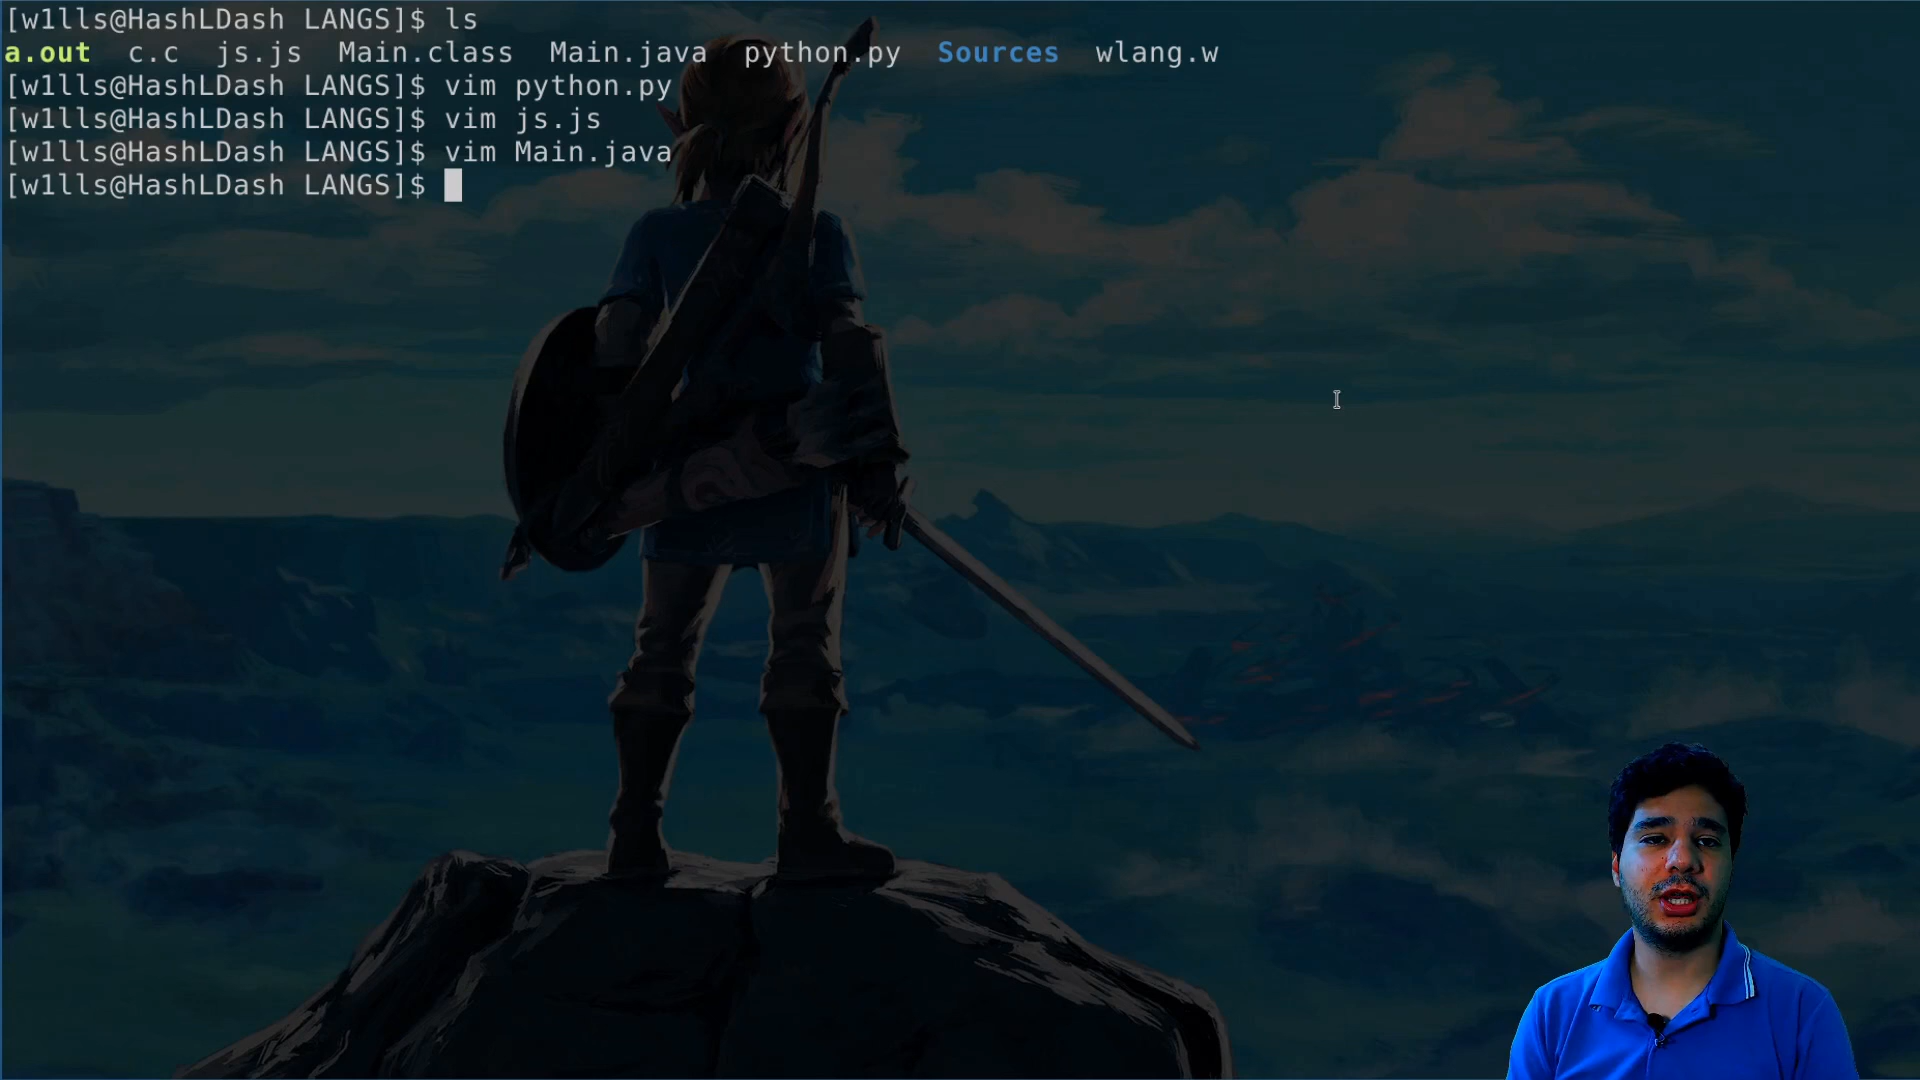 [w1lls@HashLDash LANGS]$ ls
a.out c.c js.js Main.class Main.java python.py Sources wlang.w
[w1lls@HashLDash LANGS]$ vim python.py
[w1lls@HashLDash LANGS]$ vim js.js
[w1lls@HashLDash LANGS]$ vim Main.java
[w1lls@HashLDash LANGS]$